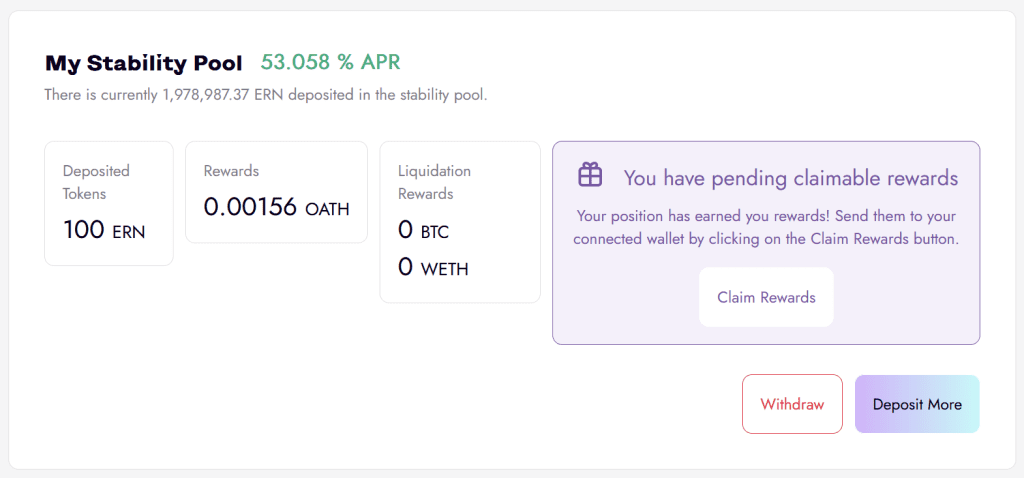 My Stability Pool 53.058 % APR
There is currently 1,978,987.37 ERN deposited in the stability pool.
Deposited
Tokens
100 ERN
Rewards
0.00156 OATH
Liquidation
Rewards
0 BTC
0 WETH
You have pending claimable rewards
Your position has earned you rewards! Send them to your
connected wallet by clicking on the Claim Rewards button.
Claim Rewards
Withdraw
Deposit More